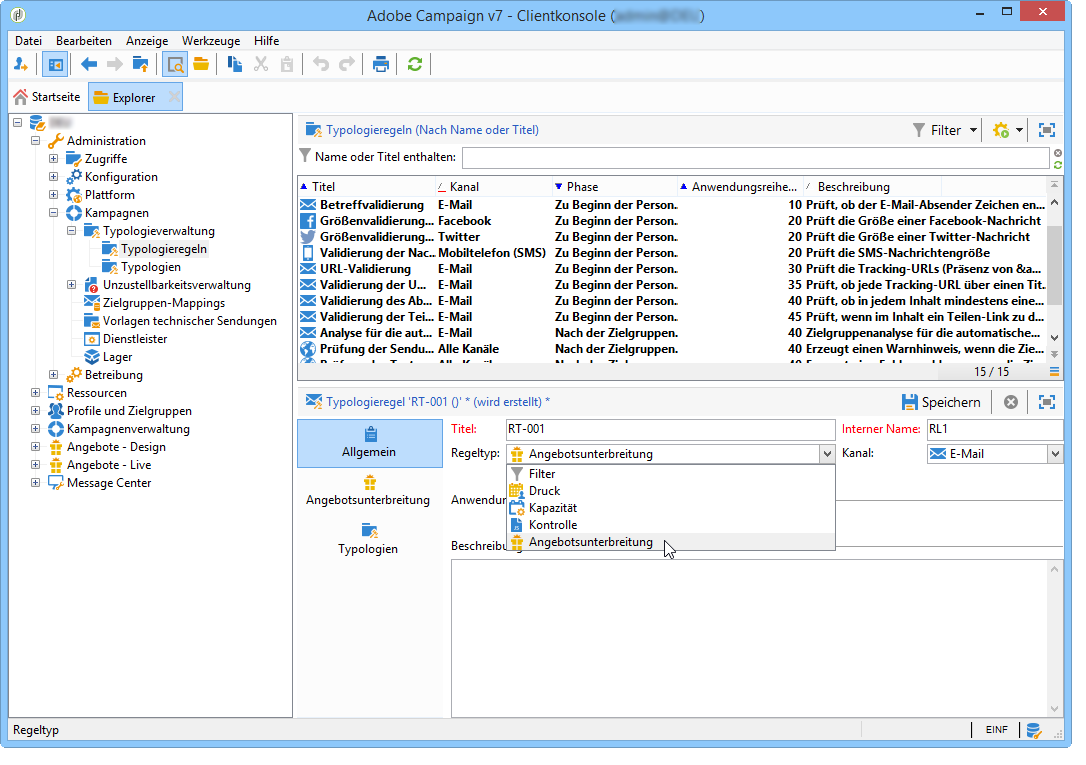 Adobe Campaign v7 - Clientkonsole (
)
Datei Bearbeiten Anzeige Werkzeuge Hilfe
Startseite Explorer
Administration
Zugriffe
Konfiguration
Plattform
Kampagnen
Typologieverwaltung
Typologieregeln
Typologien
Unzustellbarkeitsverwaltung
Zielgruppen-Mappings
Vorlagen technischer Sendungen
Dienstleister
Lager
Betreibung
Ressourcen
Profile und Zielgruppen
Kampagnenverwaltung
Angebote - Design
Angebote - Live
Message Center
Typologieregeln (Nach Name oder Titel) Filter
Name oder Titel enthalten:
Titel Kanal Phase Anwendungsreihe... Beschreibung
Betreffvalidierung E-Mail Zu Beginn der Person. 10 Prüft, ob der E-Mail-Absender Zeichen en...
Größenvalidierung... Facebook Zu Beginn der Person. 20 Prüft die Größe einer Facebook-Nachricht
Größenvalidierung... Twitter Zu Beginn der Person. 20 Prüft die Größe einer Twitter-Nachricht
Validierung der Nac... Mobiltelefon (SMS) Zu Beginn der Person. 20 Prüft die SMS-Nachrichtengröße
URL-Validierung E-Mail Zu Beginn der Person. 30 Prüft die Tracking-URLs (Präsenz von &a...
Validierung der U... E-Mail Zu Beginn der Person. 35 Prüft, ob jede Tracking-URL über einen Tit..
Validierung des Ab... E-Mail Zu Beginn der Person. 40 Prüft, ob in jedem Inhalt mindestens eine...
Validierung der Tei... E-Mail Zu Beginn der Person. 45 Prüft, wenn im Inhalt ein Teilen-Link zu d...
Analyse für die aut... E-Mail Nach der Zielgruppen. 40 Zielgruppenanalyse für die automatische...
Prüfung der Sendu... Alle Kanäle Nach der Zielgruppen. 40 Erzeugt einen Warnhinweis, wenn die Zie...
15 / 15
Typologieregel 'RT-001 ()' * (wird erstellt) * Speichern
Allgemein
Angebotsunterbreitung
Typologien
Titel: RT-001 Interner Name: RL1
Regeltyp: Angebotsunterbreitung Kanal: E-Mail
Filter
Druck
Kapazität
Kontrolle
Angebotsunterbreitung
Anwendun
Beschreibu
Regeltyp EINF